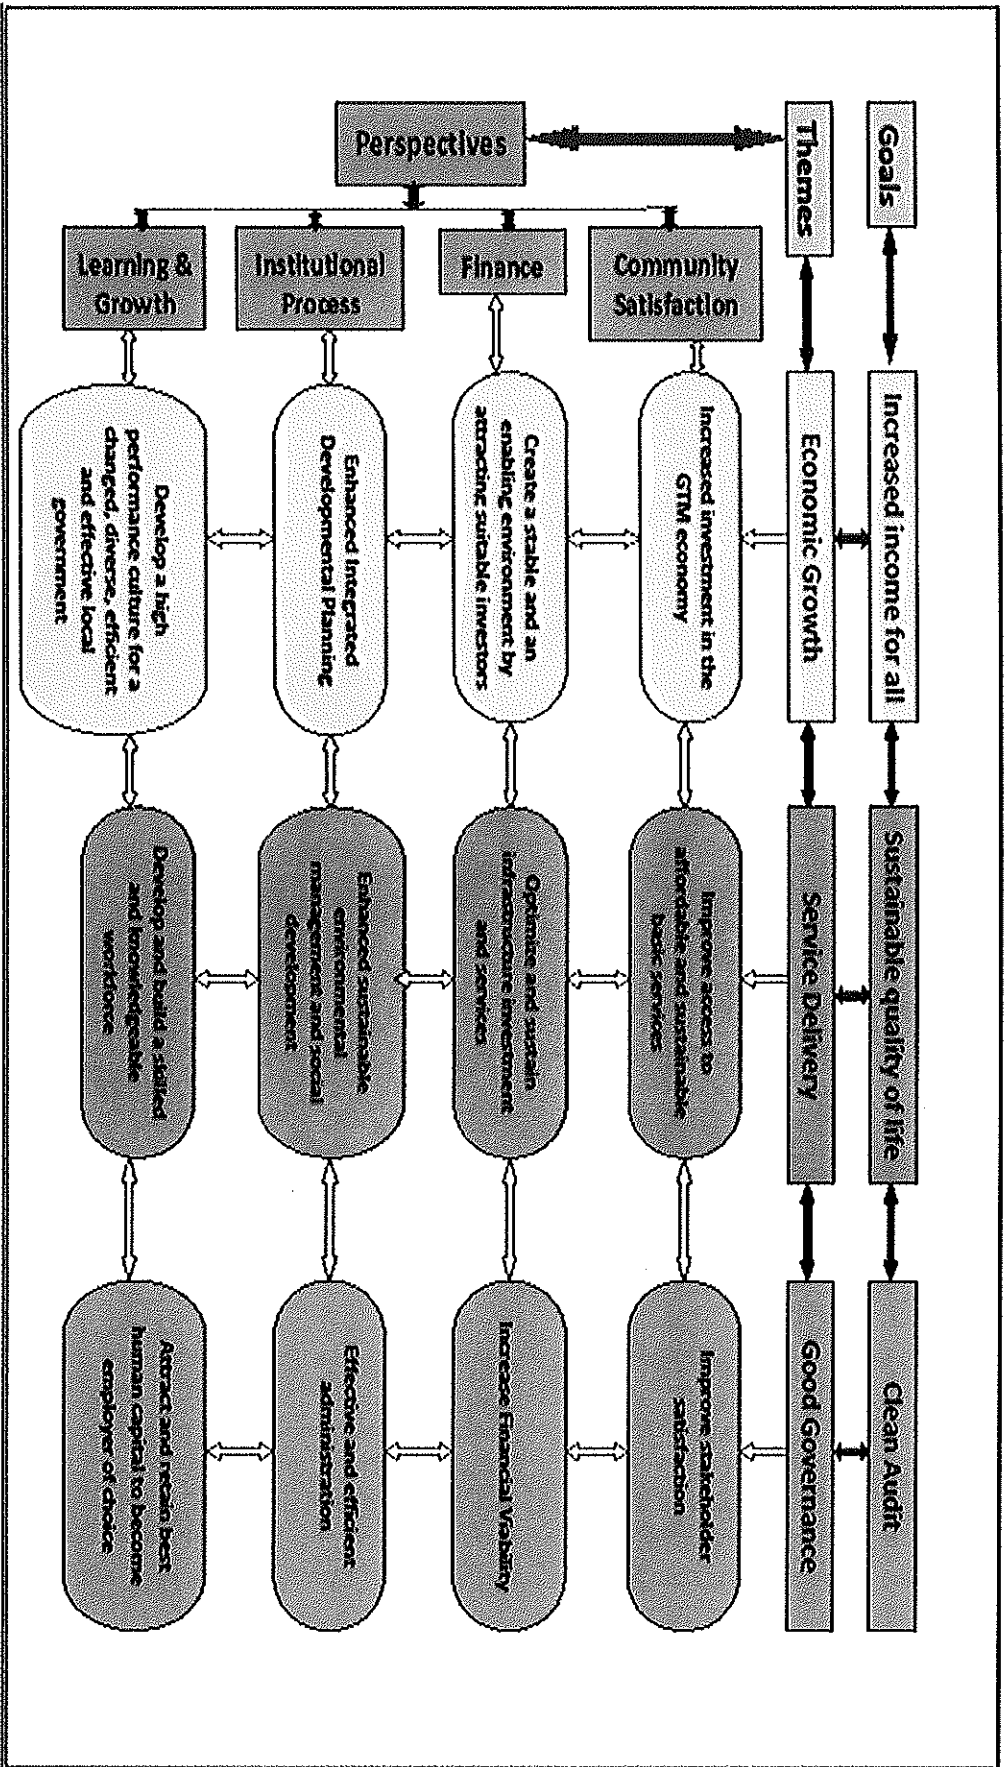 Goals
Increased income for all
Sustainable quality of life
Clean Audit
Themes
Economic Growth
Service Delivery
Good Governance
Perspectives
Community
Satisfaction
Increased investment in the
GTM economy
Improve access to
affordable and sustainable
basic services
Improve stakeholder
satisfaction
Finance
Create a stable and an
enabling environment by
attracting suitable investors
Optimize and sustain
infrastructure investment
and services
Increase Financial Viability
Institutional
Process
Enhanced Integrated
Developmental Planning
Enhanced sustainable
environmental
management and social
development
Effective and efficient
administration
Learning &
Growth
Develop a high
performance culture for a
changed, diverse, efficient
and effective local
government
Develop and build a skilled
and knowledgeable
workforce
Attract and retain best
human capital to become
employer of choice